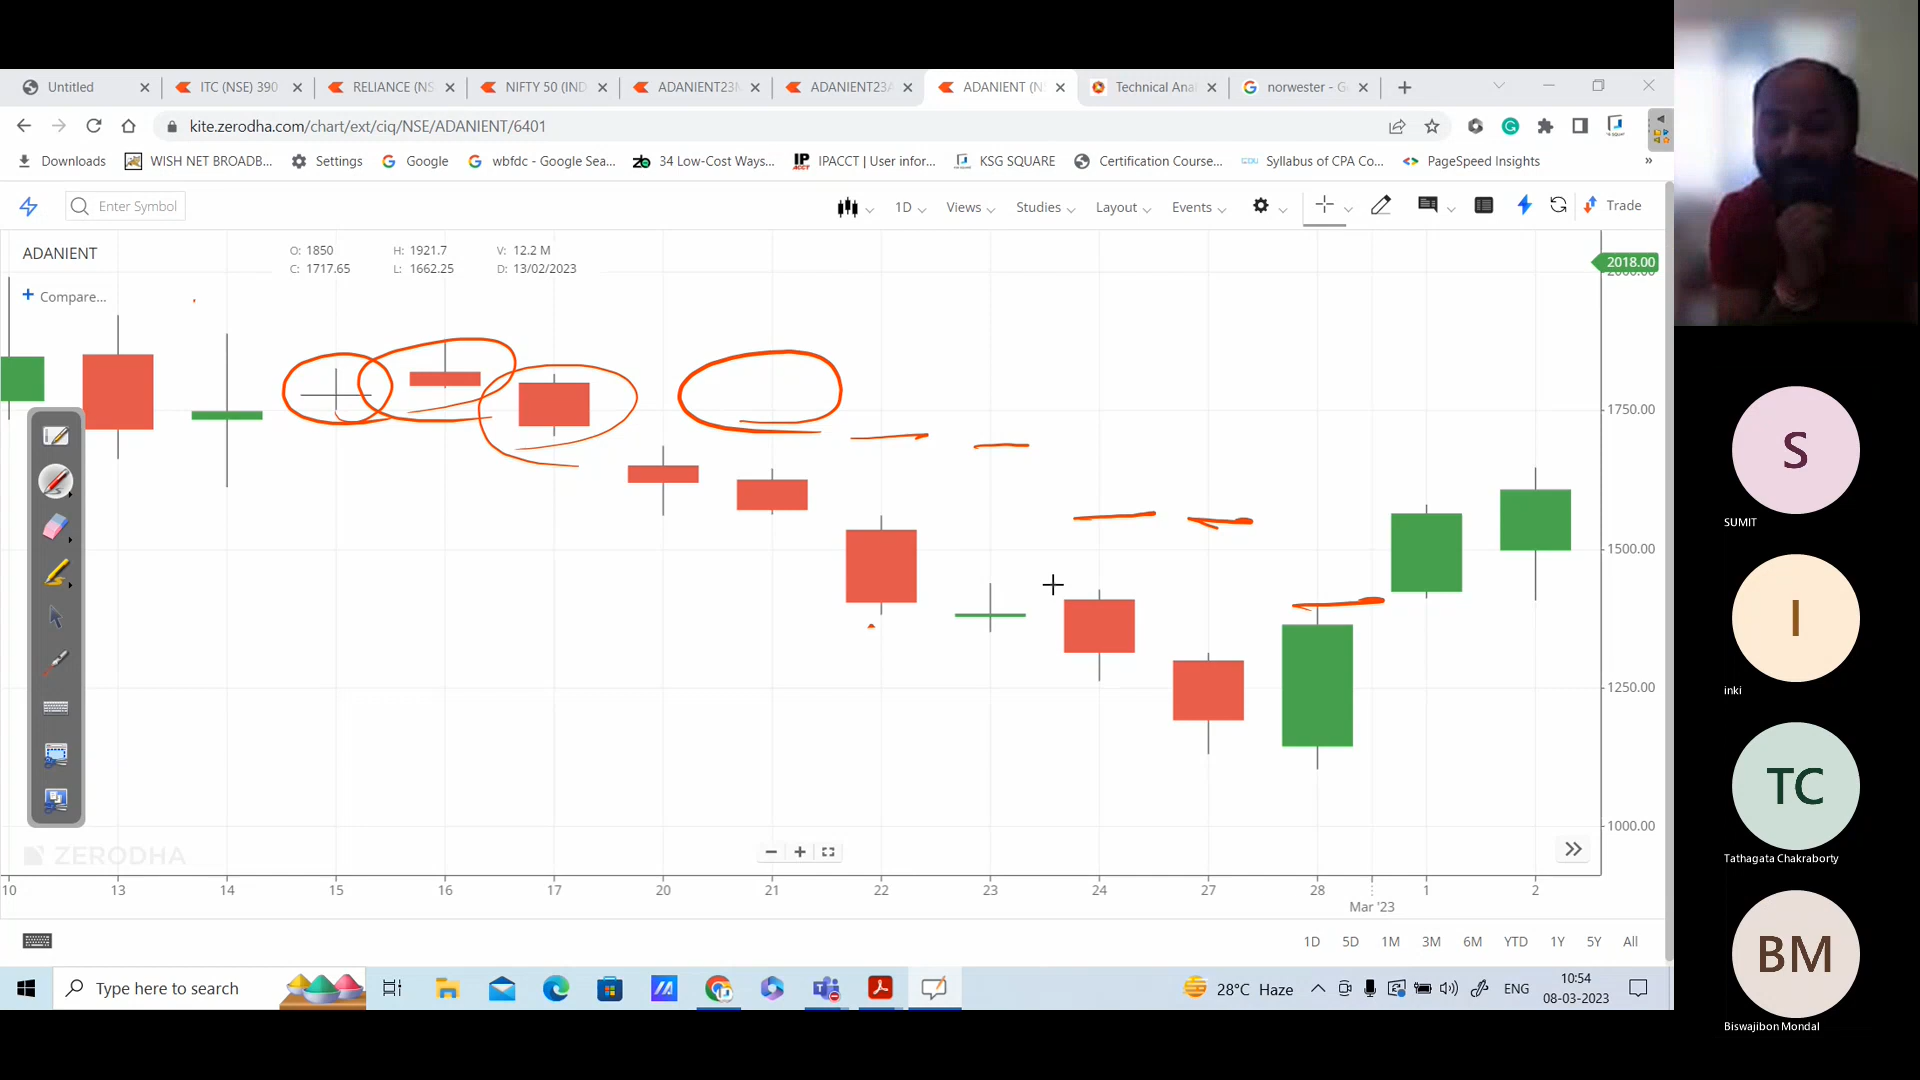 Untitled
ITC (NSE) 390
RELIANCE (NS
NIFTY 50 (IND
ADANIENT23
ADANIENT23A
ADANIENT (N
Technical Anal
norwester - G
kite.zerodha.com/chart/ext/ciq/NSE/ADANIENT/6401
Downloads
WISH NET BROADB...
Settings
Google
wbfdc - Google Sea...
34 Low-Cost Ways...
IPACCT | User infor...
KSG SQUARE
Certification Course...
Syllabus of CPA Co...
PageSpeed Insights
»
Enter Symbol
1D
Views
Studies
Layout
Events
Trade
ADANIENT
O: 1850 H: 1921.7 V: 12.2 M
C: 1717.65 L: 1662.25 D: 13/02/2023
+ Compare...
2018.00
1750.00
1500.00
1250.00
1000.00
ZERODHA
10 13 14 15 16 17 20 21 22 23 24 27 28 1 2
Mar '23
1D 5D 1M 3M 6M YTD 1Y 5Y All
Type here to search
28°C Haze
ENG
10:54
08-03-2023
S
SUMIT
I
inki
TC
Tathagata Chakraborty
BM
Biswajibon Mondal